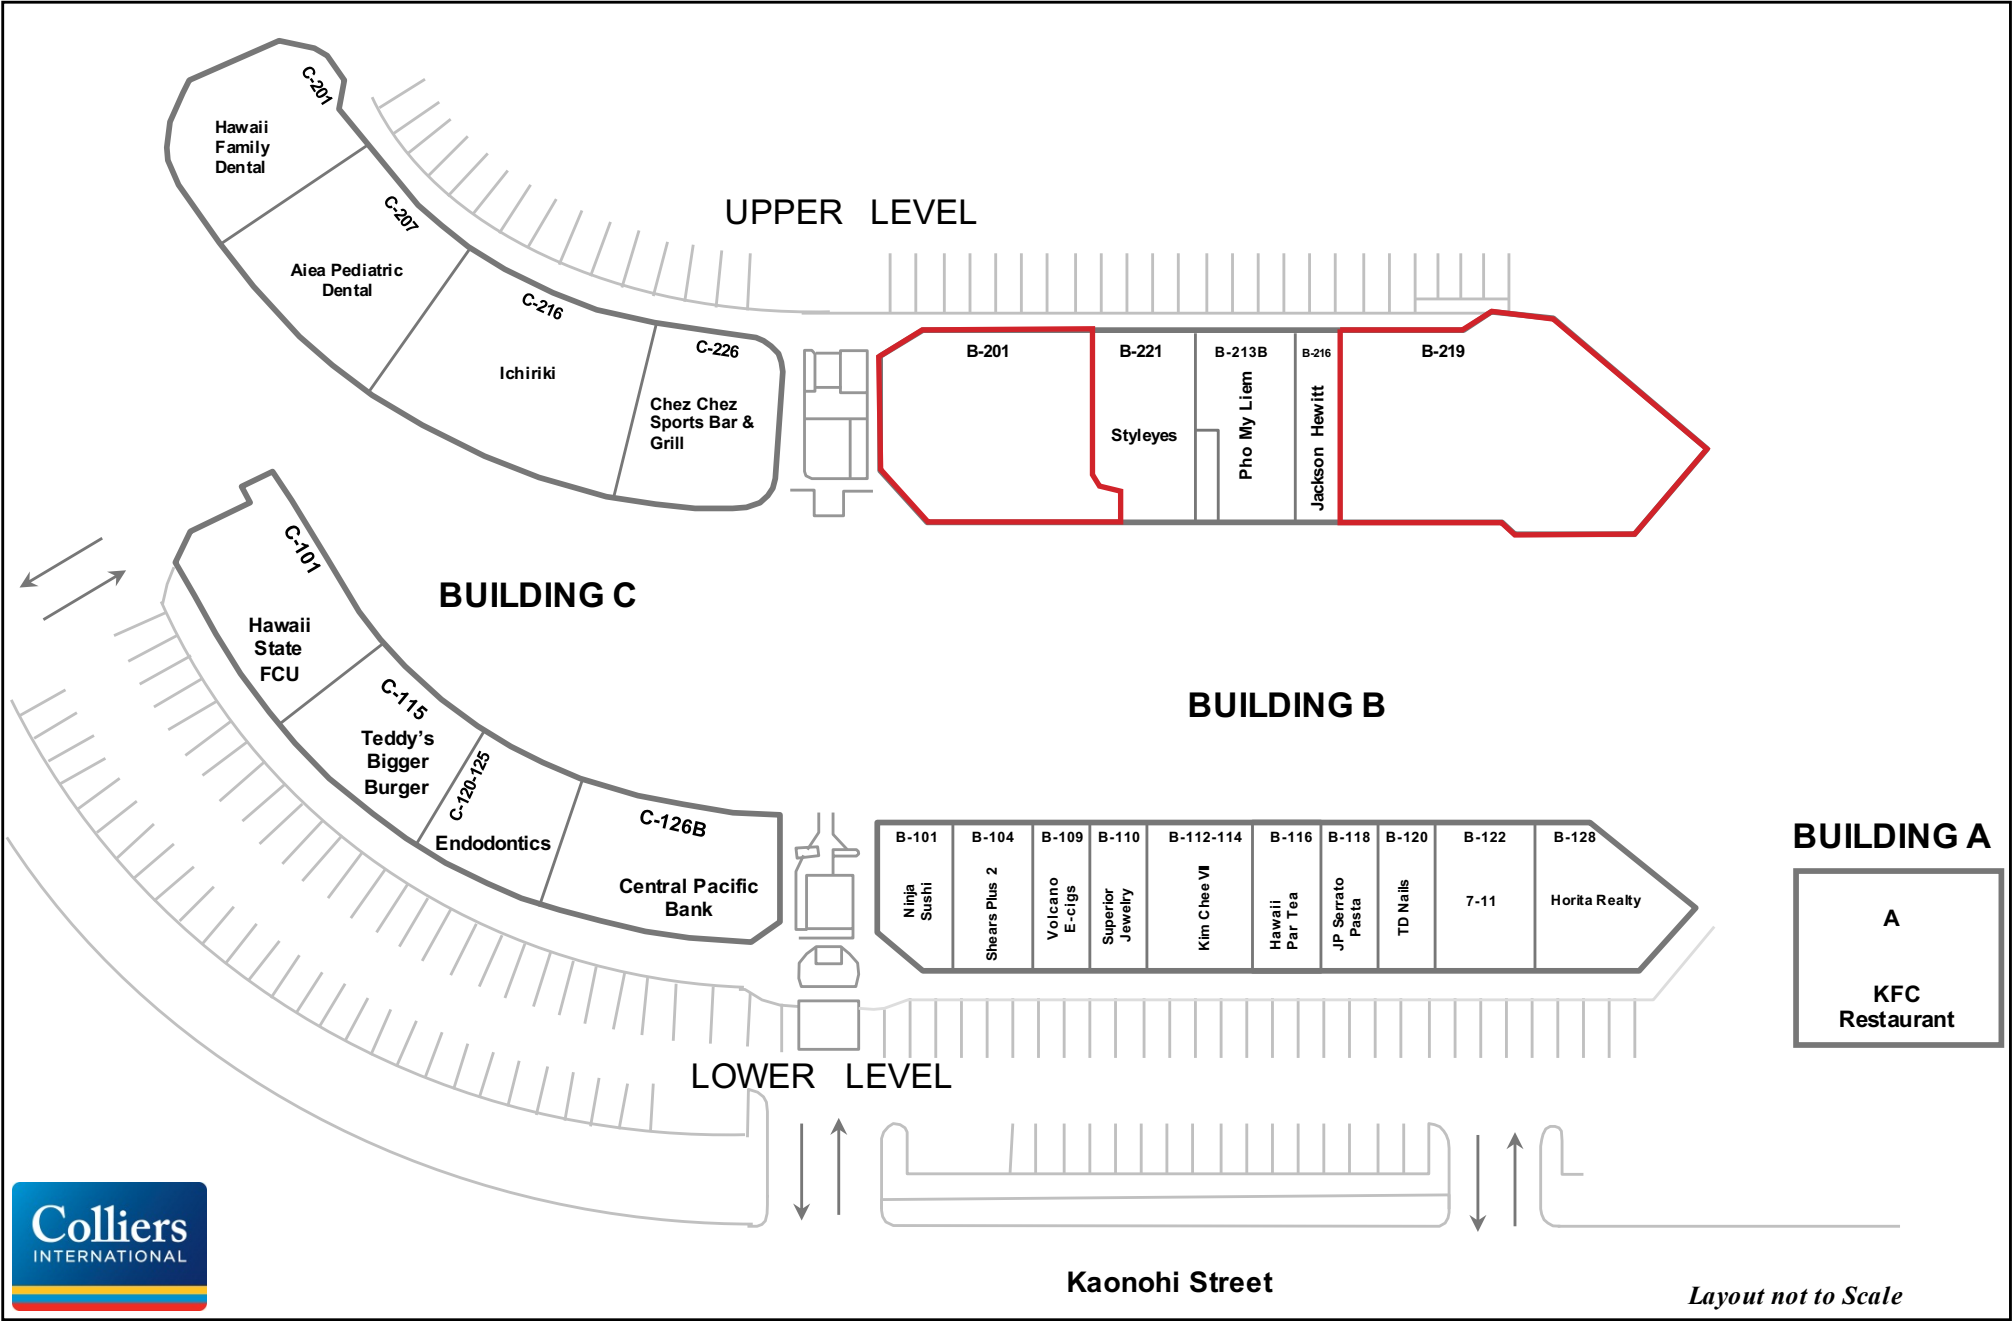 C-201
Hawaii
Family
Dental
C-207
Aiea Pediatric
Dental
C-216
Ichiriki
C-226
Chez Chez
Sports Bar &
Grill
UPPER LEVEL
B-201
B-221
Styleyes
B-213B
Pho My Liem
B-216
Jackson Hewitt
B-219
C-101
Hawaii
State
FCU
BUILDING C
C-115
Teddy’s
Bigger
Burger
C-120-125
Endodontics
C-126B
Central Pacific
Bank
BUILDING B
B-101
Ninja
Sushi
B-104
Shears Plus 2
B-109
Volcano
E-cigs
B-110
Superior
Jewelry
B-112-114
Kim Chee VII
B-116
Hawaii
Par Tea
B-118
JP Serrato
Pasta
B-120
TD Nails
B-122
7-11
B-128
Horita Realty
BUILDING A
A
KFC
Restaurant
LOWER LEVEL
Colliers
INTERNATIONAL
Kaonohi Street
Layout not to Scale